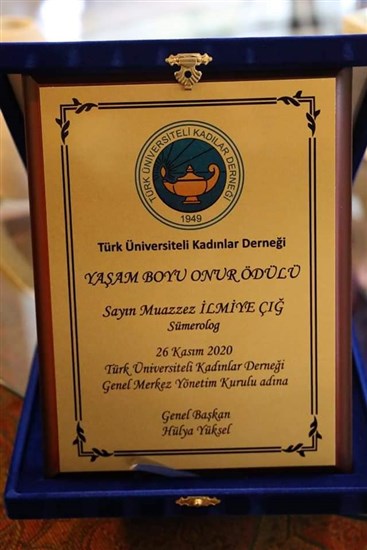 TÜRK ÜNİVERSİTELİ KADINLAR DERNEĞİ
1949
Türk Üniversiteli Kadınlar Derneği
YAŞAM BOYU ONUR ÖDÜLÜ
Sayın Muazzez İLMİYE ÇIĞ
Sümerolog
26 Kasım 2020
Türk Üniversiteli Kadınlar Derneği
Genel Merkez Yönetim Kurulu adına
Genel Başkan
Hülya Yüksel